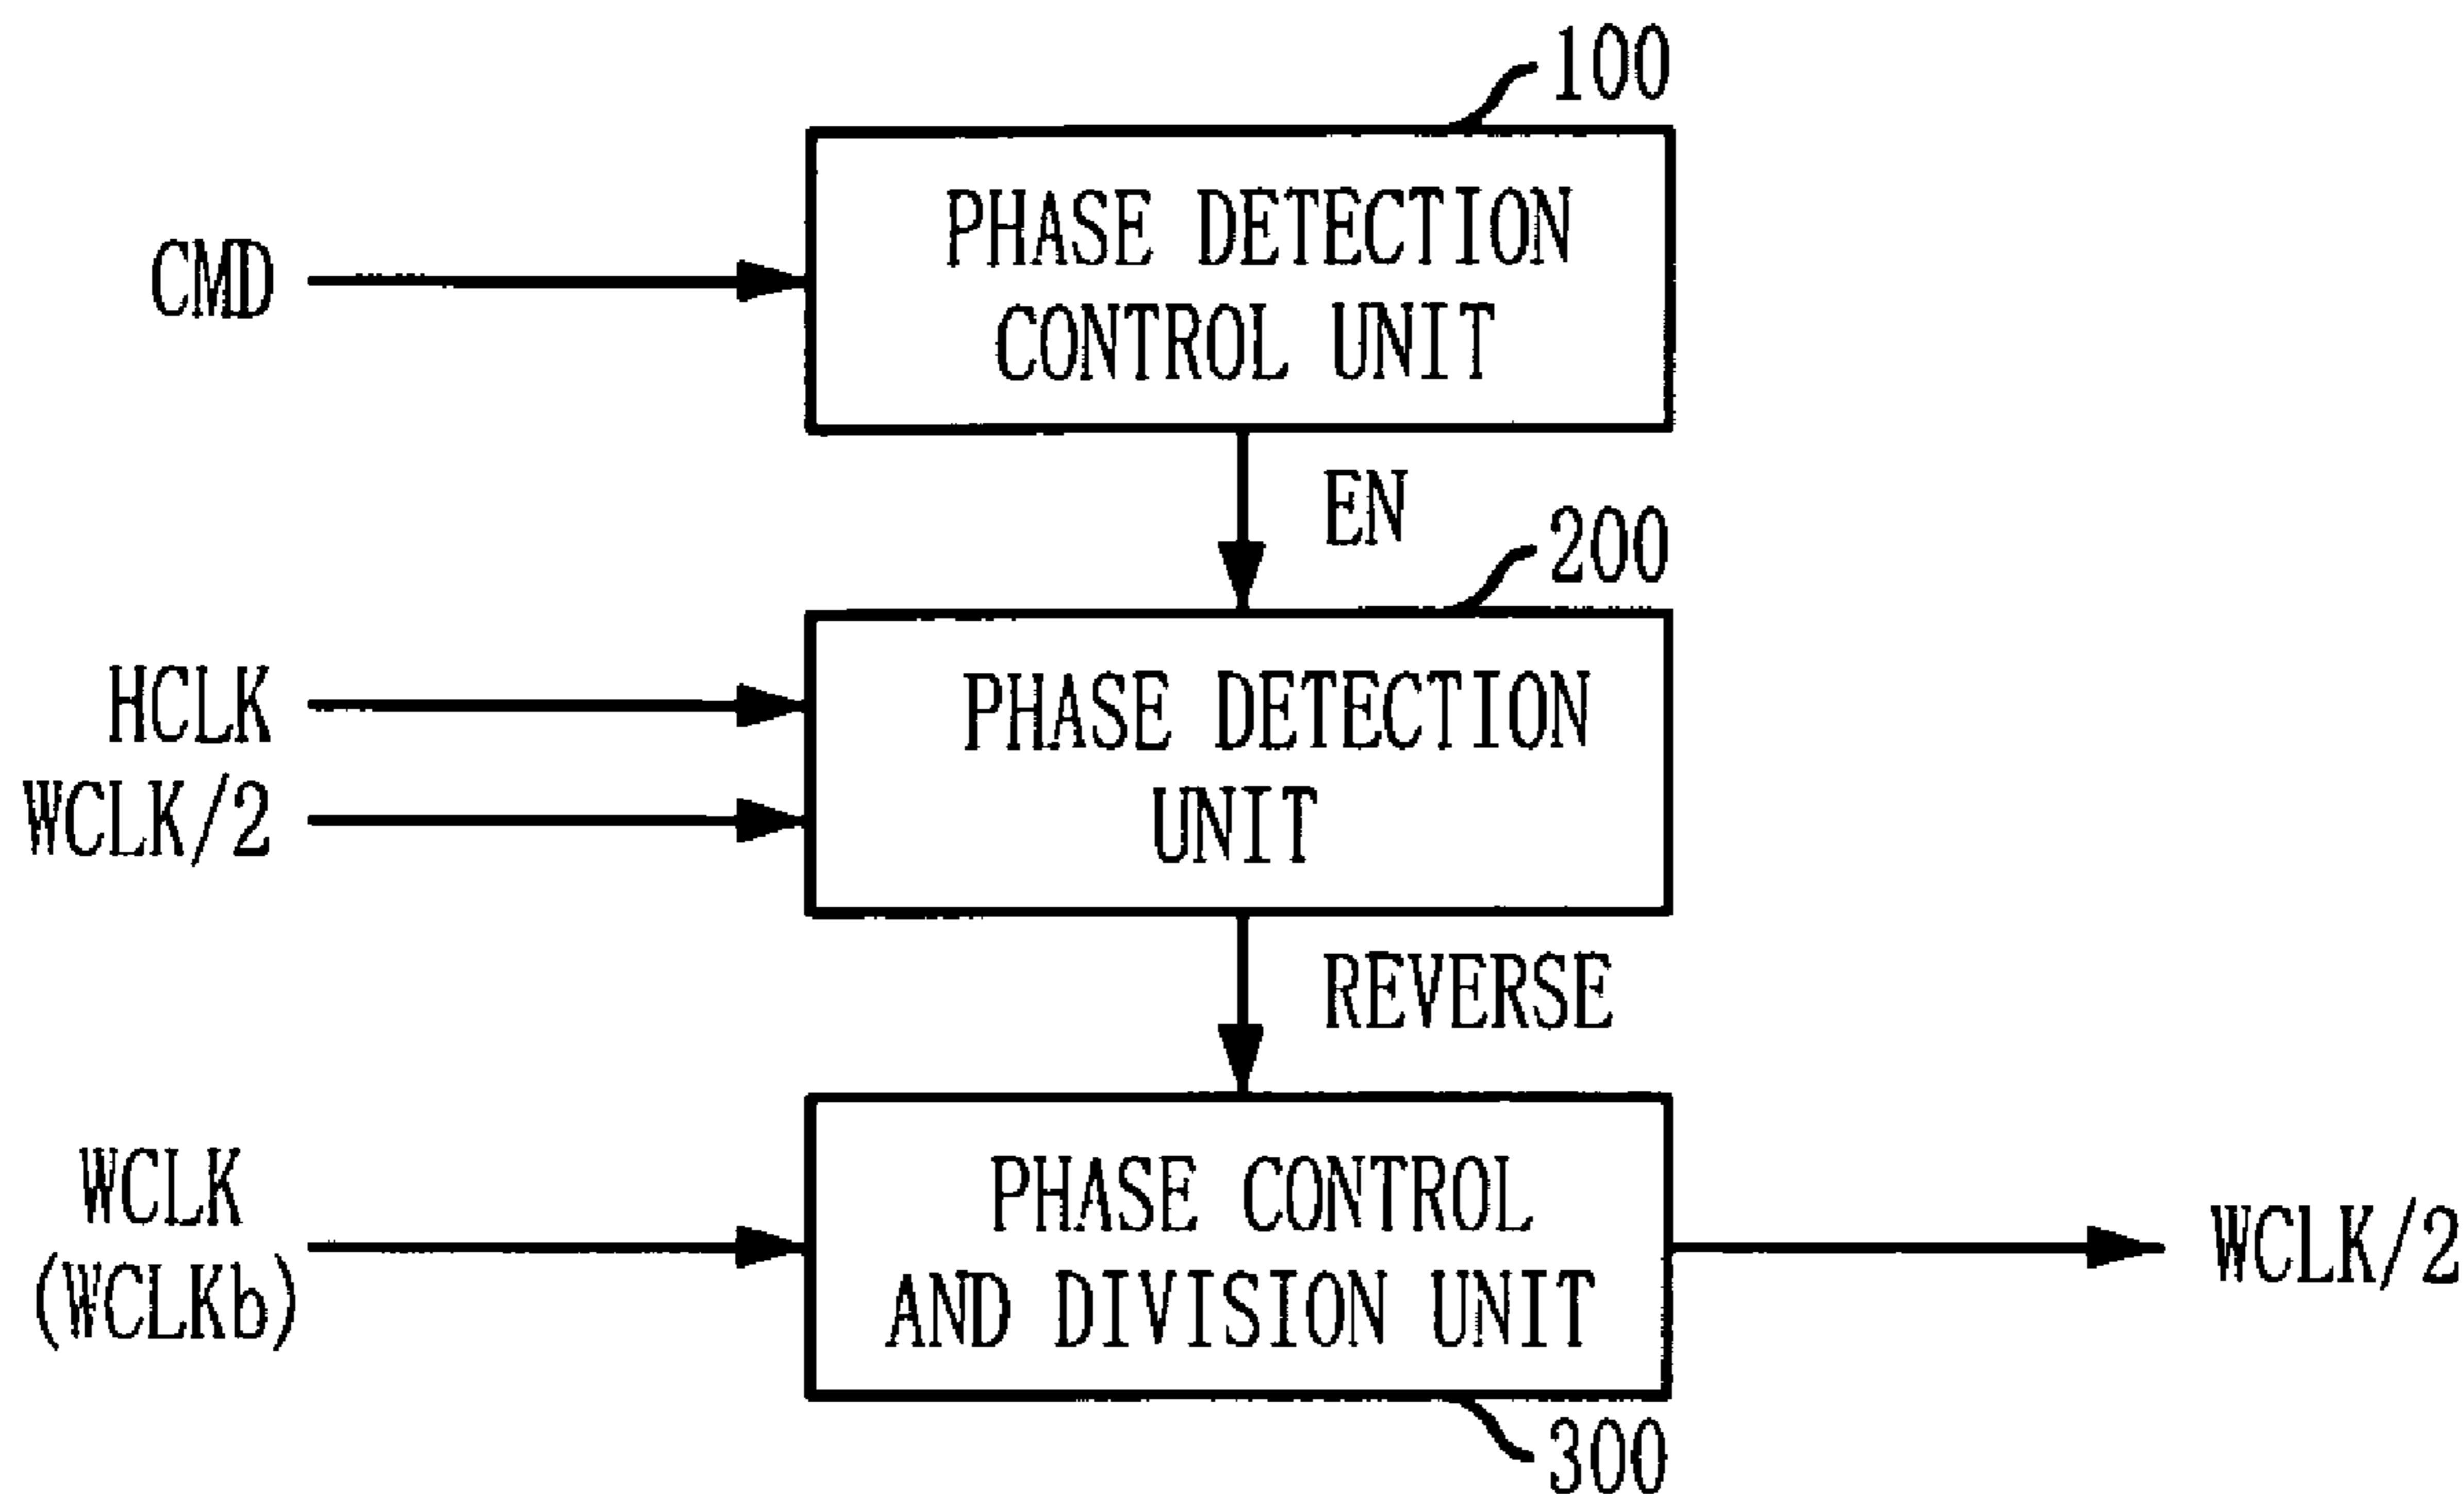 100
CMD
PHASE DETECTION
CONTROL UNIT
EN
200
HCLK
WCLK/2
PHASE DETECTION
UNIT
REVERSE
WCLK
(WCLKb)
PHASE CONTROL
AND DIVISION UNIT
WCLK/2
300